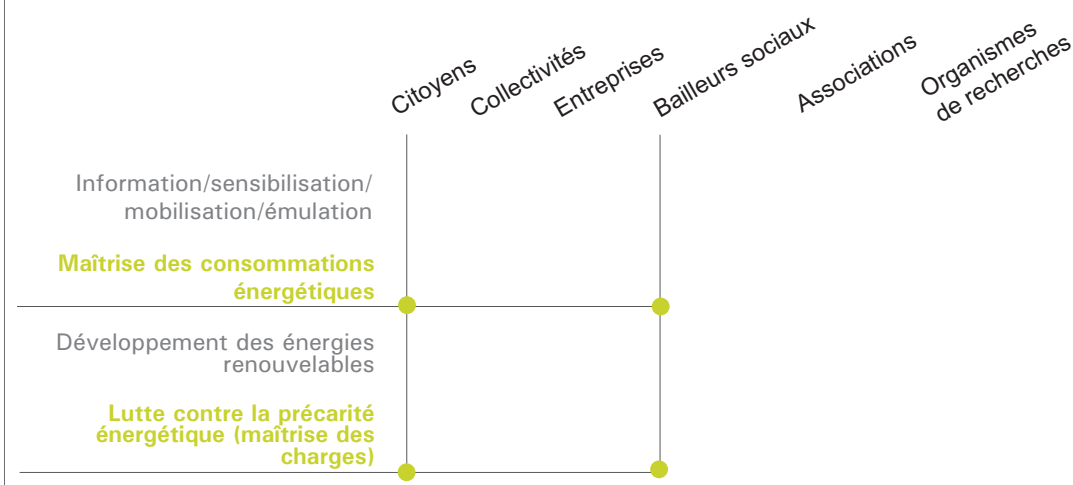 Citoyens
Collectivités
Entreprises
Bailleurs sociaux
Associations
Organismes
de recherches
Information/sensibilisation/
mobilisation/émulation
Maîtrise des consommations
énergétiques
Développement des énergies
renouvelables
Lutte contre la précarité
énergétique (maîtrise des
charges)